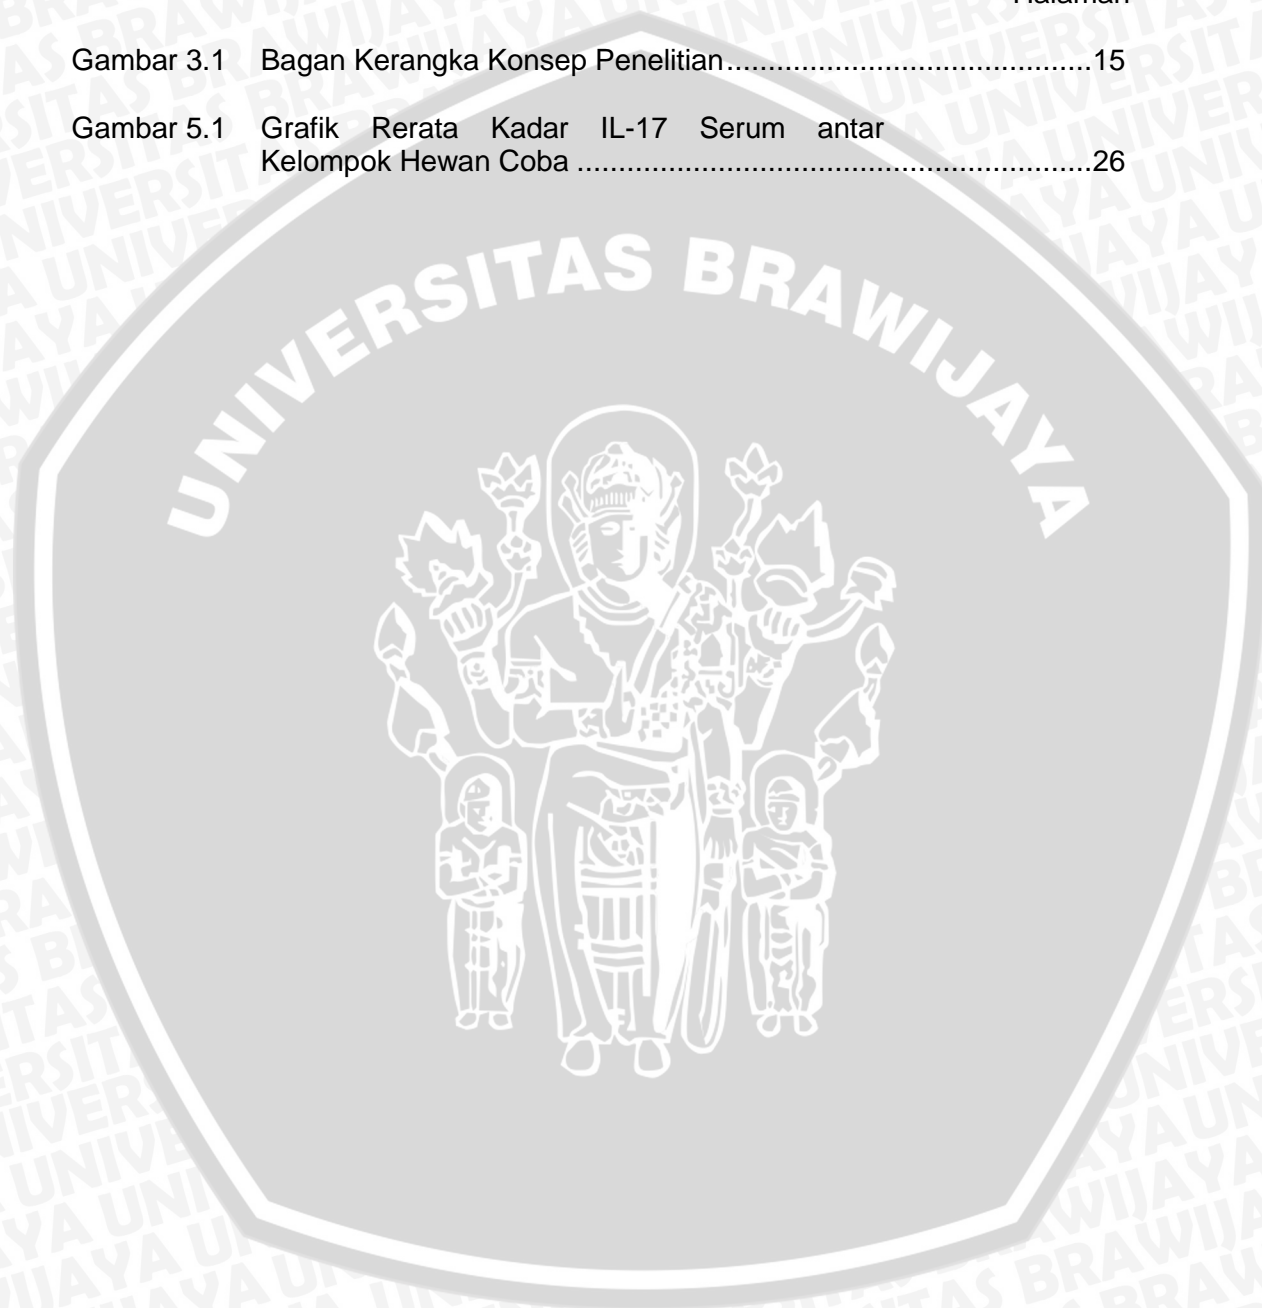 Halaman
Gambar 3.1 Bagan Kerangka Konsep Penelitian............................................15
Gambar 5.1 Grafik Rerata Kadar IL-17 Serum antar
Kelompok Hewan Coba ..............................................................26
UNIVERSITAS BRAWIJAYA